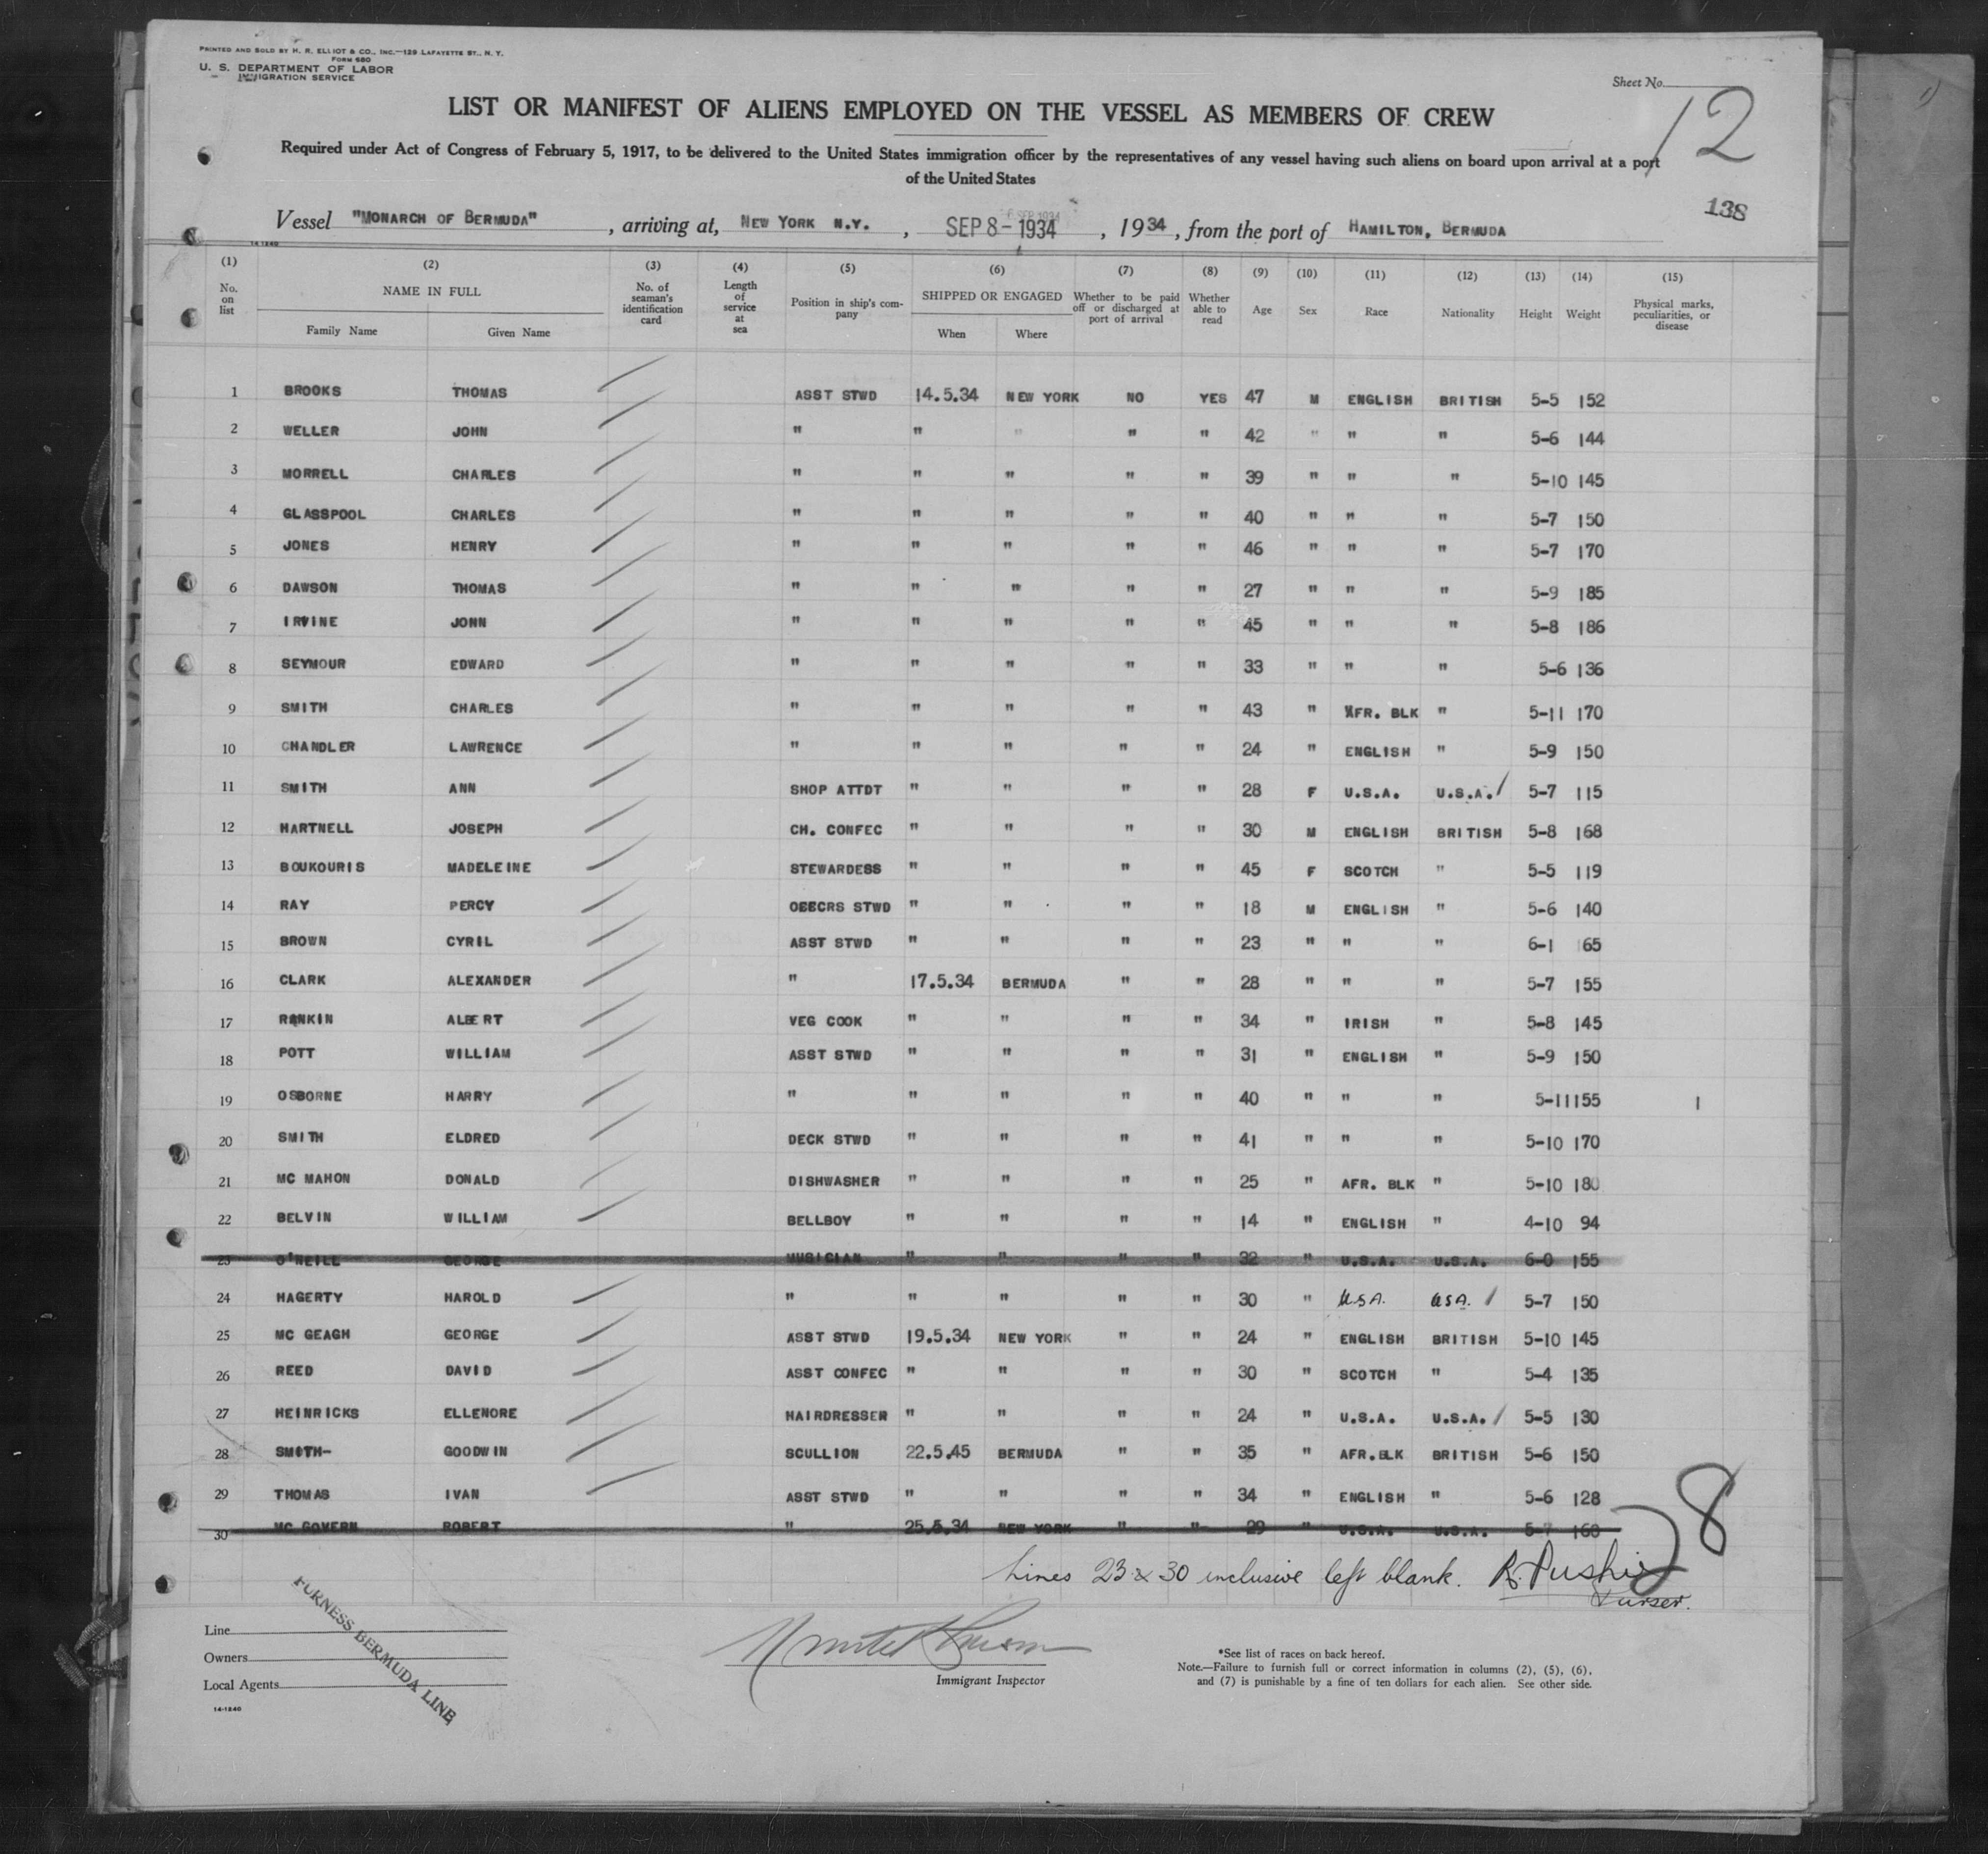 PRINTED AND SOLD BY H. R. ELLIOT & CO., INC.—129 LAFAYETTE ST., N. Y.
FORM 680
U. S. DEPARTMENT OF LABOR
IMMIGRATION SERVICE
Sheet No.
12
LIST OR MANIFEST OF ALIENS EMPLOYED ON THE VESSEL AS MEMBERS OF CREW
Required under Act of Congress of February 5, 1917, to be delivered to the United States immigration officer by the representatives of any vessel having such aliens on board upon arrival at a port
of the United States
138
Vessel "MONARCH OF BERMUDA", arriving at, NEW YORK N.Y., SEP 8 - 1934, 1934, from the port of HAMILTON, BERMUDA
14-1240
(1) (2) (3) (4) (5) (6) (7) (8) (9) (10) (11) (12) (13) (14) (15)
No. on list NAME IN FULL Family Name Given Name No. of seaman's identification card Length of service at sea Position in ship's company SHIPPED OR ENGAGED When Where Whether to be paid off or discharged at port of arrival Whether able to read Age Sex Race Nationality Height Weight Physical marks, peculiarities, or disease
1 BROOKS THOMAS ASST STWD 14.5.34 NEW YORK NO YES 47 M ENGLISH BRITISH 5-5 152
2 WELLER JOHN " " " " " 42 " " " 5-6 144
3 MORRELL CHARLES " " " " " 39 " " " 5-10 145
4 GLASSPOOL CHARLES " " " " " 40 " " " 5-7 150
5 JONES HENRY " " " " " 46 " " " 5-7 170
6 DAWSON THOMAS " " " " " 27 " " " 5-9 185
7 IRVINE JONN " " " " " 45 " " " 5-8 186
8 SEYMOUR EDWARD " " " " " 33 " " " 5-6 136
9 SMITH CHARLES " " " " " 43 " AFR. BLK " 5-11 170
10 CHANDLER LAWRENCE " " " " " 24 " ENGLISH " 5-9 150
11 SMITH ANN SHOP ATTDT " " " " 28 F U.S.A. U.S.A. 5-7 115
12 HARTNELL JOSEPH CH. CONFEC " " " " 30 M ENGLISH BRITISH 5-8 168
13 BOUKOURIS MADELEINE STEWARDESS " " " " 45 F SCOTCH " 5-5 119
14 RAY PERCY OEECRS STWD " " " " 18 M ENGLISH " 5-6 140
15 BROWN CYRIL ASST STWD " " " " 23 " " " 6-1 65
16 CLARK ALEXANDER " 17.5.34 BERMUDA " " 28 " " " 5-7 155
17 RANKIN ALBERT VEG COOK " " " " 34 " IRISH " 5-8 145
18 POTT WILLIAM ASST STWD " " " " 31 " ENGLISH " 5-9 150
19 OSBORNE HARRY " " " " " 40 " " " 5-11 155 1
20 SMITH ELDRED DECK STWD " " " " 41 " " " 5-10 170
21 MC MAHON DONALD DISHWASHER " " " " 25 " AFR. BLK " 5-10 180
22 BELVIN WILLIAM BELLBOY " " " " 14 " ENGLISH " 4-10 94
23 O'NEILL GEORGE MUSICIAN " " " " 32 " U.S.A. U.S.A. 6-0 155
24 HAGERTY HAROLD " " " " " 30 " U.S.A. U.S.A. 5-7 150
25 MC GEAGH GEORGE ASST STWD 19.5.34 NEW YORK " " 24 " ENGLISH BRITISH 5-10 145
26 REED DAVID ASST CONFEC " " " " 30 " SCOTCH " 5-4 135
27 HEINRICKS ELLENORE HAIRDRESSER " " " " 24 " U.S.A. U.S.A. 5-5 130
28 SMITH- GOODWIN SCULLION 22.5.45 BERMUDA " " 35 " AFR.BLK BRITISH 5-6 150
29 THOMAS IVAN ASST STWD " " " " 34 " ENGLISH " 5-6 128
30 MC GOVERN ROBERT " 25.5.34 NEW YORK " " 29 " U.S.A. U.S.A. 5-7 160
28
Lines 23 & 30 inclusive left blank.
Purser.
FURNESS BERMUDA LINE
Line
Owners
Local Agents
14-1240
Immigrant Inspector
*See list of races on back hereof.
Note.—Failure to furnish full or correct information in columns (2), (5), (6),
and (7) is punishable by a fine of ten dollars for each alien. See other side.